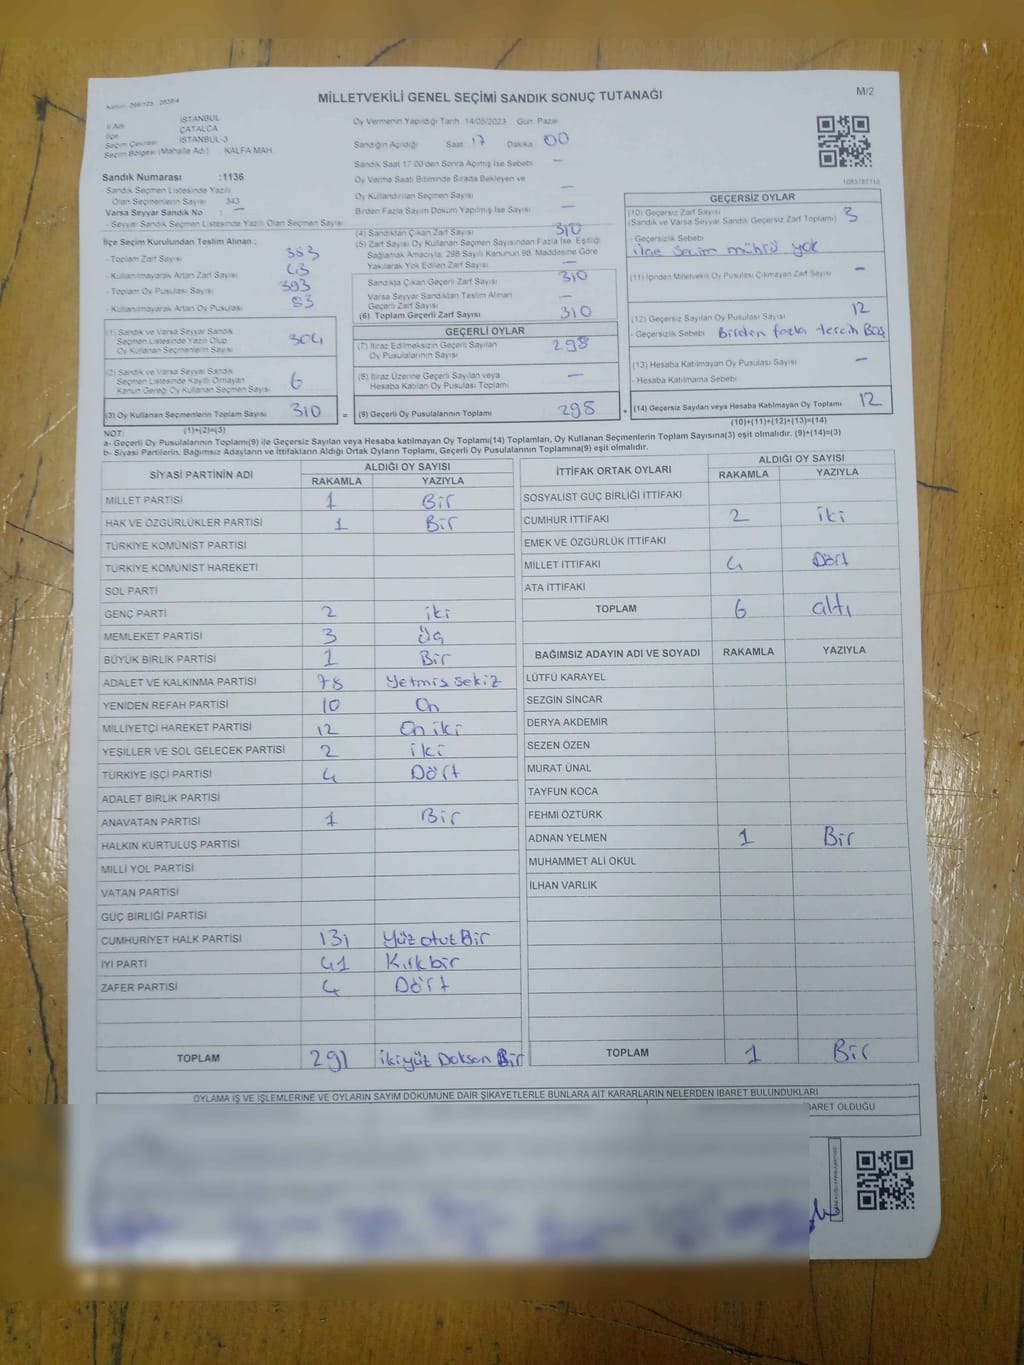 MİLLETVEKİLİ GENEL SEÇİMİ SANDIK SONUÇ TUTANAĞI
M/2
İl Adı İSTANBUL
İlçe ÇATALCA
Seçim Çevresi İSTANBUL-3
Seçim Bölgesi (Mahalle Adı) KALFA MAH.
Sandık Numarası :1136
- Sandık Seçmen Listesinde Yazılı
Olan Seçmenlerin Sayısı 343
Varsa Seyyar Sandık No : —
- Seyyar Sandık Seçmen Listesinde Yazılı Olan Seçmen Sayısı
İlçe Seçim Kurulundan Teslim Alınan ;
- Toplam Zarf Sayısı 353
- Kullanılmayarak Artan Zarf Sayısı 43
- Toplam Oy Pusulası Sayısı 393
- Kullanılmayarak Artan Oy Pusulası 83
(1) Sandık ve Varsa Seyyar Sandık
Seçmen Listesinde Yazılı Olup
Oy Kullanan Seçmenlerin Sayısı 304
(2) Sandık ve Varsa Seyyar Sandık
Seçmen Listesinde Kayıtlı Olmayan
Kanun Gereği Oy Kullanan Seçmen Sayısı 6
(3) Oy Kullanan Seçmenlerin Toplam Sayısı 310 =
(1)+(2)=(3)
Oy Vermenin Yapıldığı Tarih 14/05/2023 Gün: Pazar
Sandığın Açıldığı Saat 17 Dakika 00
Sandık Saat 17:00'den Sonra Açılmış İse Sebebi —
Oy Verme Saati Bitiminde Sırada Bekleyen ve
Oy Kullandırılan Seçmen Sayısı —
Birden Fazla Sayım Döküm Yapılmış İse Sayısı —
(4) Sandıktan Çıkan Zarf Sayısı 310
(5) Zarf Sayısı Oy Kullanan Seçmen Sayısından Fazla İse, Eşitliği
Sağlamak Amacıyla, 298 Sayılı Kanunun 98. Maddesine Göre
Yakılarak Yok Edilen Zarf Sayısı —
Sandıkta Çıkan Geçerli Zarf Sayısı 310
Varsa Seyyar Sandıktan Teslim Alınan
Geçerli Zarf Sayısı —
(6) Toplam Geçerli Zarf Sayısı 310
GEÇERLİ OYLAR
(7) İtiraz Edilmeksizin Geçerli Sayılan
Oy Pusulalarının Sayısı 298
(8) İtiraz Üzerine Geçerli Sayılan veya
Hesaba Katılan Oy Pusulası Toplamı —
(9) Geçerli Oy Pusulalarının Toplamı 298 +
1083787710
GEÇERSİZ OYLAR
(10) Geçersiz Zarf Sayısı
(Sandık ve Varsa Seyyar Sandık Geçersiz Zarf Toplamı) 3
- Geçersizlik Sebebi
ilçe seçim mührü yok
(11) İçinden Milletvekili Oy Pusulası Çıkmayan Zarf Sayısı —
(12) Geçersiz Sayılan Oy Pusulası Sayısı 12
- Geçersizlik Sebebi Birden fazla tercih
(13) Hesaba Katılmayan Oy Pusulası Sayısı —
- Hesaba Katılmama Sebebi
(14) Geçersiz Sayılan veya Hesaba Katılmayan Oy Toplamı 12
(10)+(11)+(12)+(13)=(14)
NOT:
a- Geçerli Oy Pusulalarının Toplamı(9) ile Geçersiz Sayılan veya Hesaba katılmayan Oy Toplamı(14) Toplamları, Oy Kullanan Seçmenlerin Toplam Sayısına(3) eşit olmalıdır. (9)+(14)=(3)
b- Siyasi Partilerin, Bağımsız Adayların ve İttifakların Aldığı Ortak Oyların Toplamı, Geçerli Oy Pusulalarının Toplamına(9) eşit olmalıdır.
SİYASİ PARTİNİN ADI
ALDIĞI OY SAYISI
RAKAMLA YAZIYLA
MİLLET PARTİSİ 1 Bir
HAK VE ÖZGÜRLÜKLER PARTİSİ 1 Bir
TÜRKİYE KOMÜNİST PARTİSİ
TÜRKİYE KOMÜNİST HAREKETİ
SOL PARTİ
GENÇ PARTİ 2 iki
MEMLEKET PARTİSİ 3 Üç
BÜYÜK BİRLİK PARTİSİ 1 Bir
ADALET VE KALKINMA PARTİSİ 78 Yetmiş sekiz
YENİDEN REFAH PARTİSİ 10 On
MİLLİYETÇİ HAREKET PARTİSİ 12 On iki
YEŞİLLER VE SOL GELECEK PARTİSİ 2 iki
TÜRKİYE İŞÇİ PARTİSİ 4 Dört
ADALET BİRLİK PARTİSİ
ANAVATAN PARTİSİ 1 Bir
HALKIN KURTULUŞ PARTİSİ
MİLLİ YOL PARTİSİ
VATAN PARTİSİ
GÜÇ BİRLİĞİ PARTİSİ
CUMHURİYET HALK PARTİSİ 131 Yüz otuz Bir
İYİ PARTİ 41 Kırk bir
ZAFER PARTİSİ 4 Dört
TOPLAM 291 ikiyüz Doksan Bir
İTTİFAK ORTAK OYLARI
ALDIĞI OY SAYISI
RAKAMLA YAZIYLA
SOSYALİST GÜÇ BİRLİĞİ İTTİFAKI
CUMHUR İTTİFAKI 2 iki
EMEK VE ÖZGÜRLÜK İTTİFAKI
MİLLET İTTİFAKI 4 Dört
ATA İTTİFAKI
TOPLAM 6 altı
BAĞIMSIZ ADAYIN ADI VE SOYADI RAKAMLA YAZIYLA
LÜTFÜ KARAYEL
SEZGİN SİNCAR
DERYA AKDEMİR
SEZEN ÖZEN
MURAT ÜNAL
TAYFUN KOCA
FEHMİ ÖZTÜRK
ADNAN YELMEN 1 Bir
MUHAMMET ALİ OKUL
İLHAN VARLIK
TOPLAM 1 Bir
OYLAMA İŞ VE İŞLEMLERİNE VE OYLARIN SAYIM DÖKÜMÜNE DAİR ŞİKAYETLERLE BUNLARA AİT KARARLARIN NELERDEN İBARET BULUNDUKLARI
BARET OLDUĞU